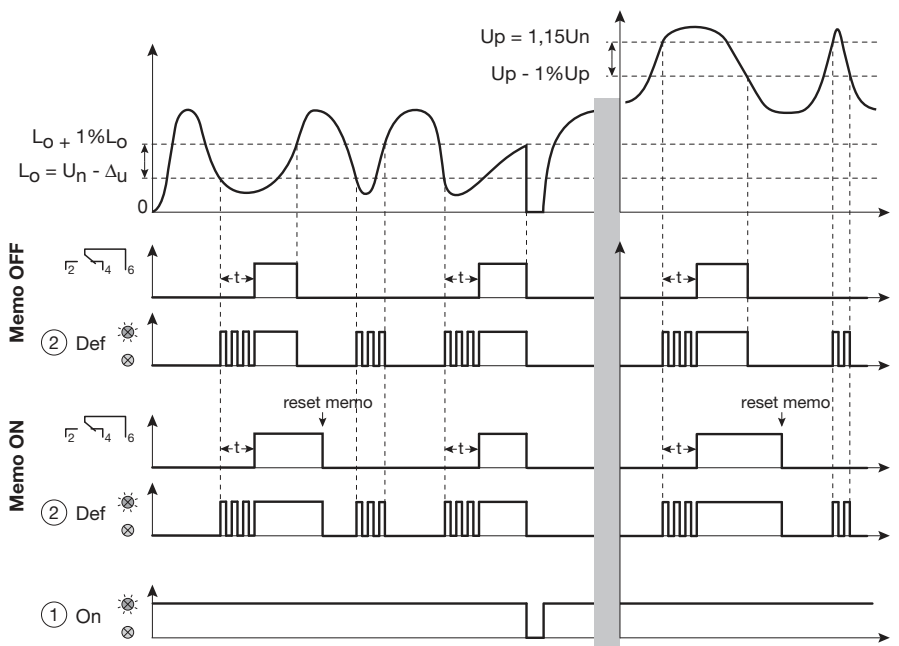 Up = 1,15Un
Up - 1%Up
Lo + 1%Lo
Lo = Un - Δu
0
Memo OFF
2 4 6
t t t
② Def
reset memo reset memo
Memo ON
2 4 6
t t t
② Def
① On